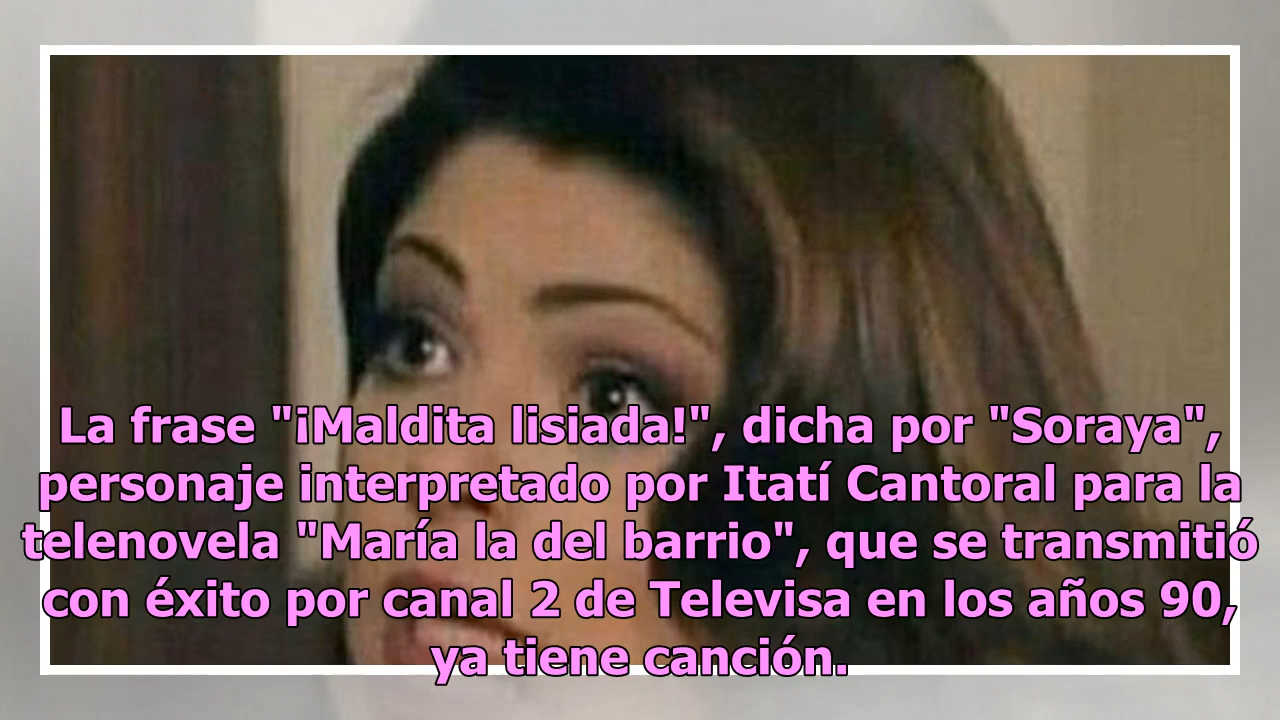 La frase "¡Maldita lisiada!", dicha por "Soraya",
personaje interpretado por Itatí Cantoral para la
telenovela "María la del barrio", que se transmitió
con éxito por canal 2 de Televisa en los años 90,
ya tiene canción.